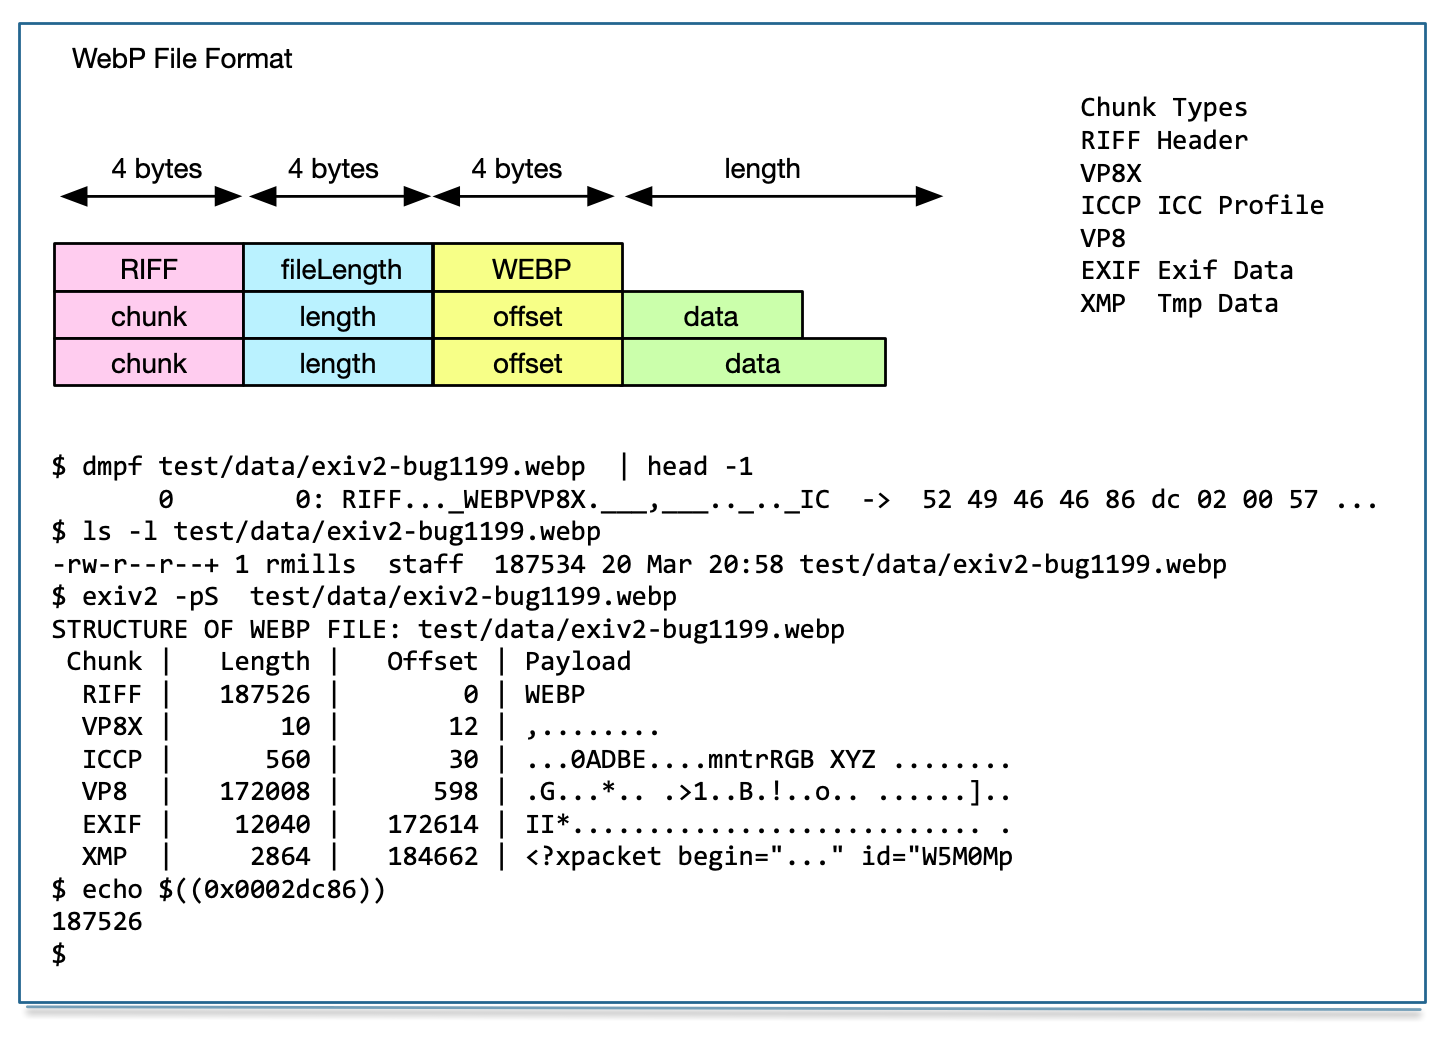 WebP File Format
4 bytes 4 bytes 4 bytes length
RIFF fileLength WEBP
chunk length offset data
chunk length offset data
Chunk Types
RIFF Header
VP8X
ICCP ICC Profile
VP8
EXIF Exif Data
XMP  Tmp Data
$ dmpf test/data/exiv2-bug1199.webp  | head -1
       0        0: RIFF..._WEBPVP8X.___,___.._.._IC  ->  52 49 46 46 86 dc 02 00 57 ...
$ ls -l test/data/exiv2-bug1199.webp
-rw-r--r--+ 1 rmills  staff  187534 20 Mar 20:58 test/data/exiv2-bug1199.webp
$ exiv2 -pS  test/data/exiv2-bug1199.webp
STRUCTURE OF WEBP FILE: test/data/exiv2-bug1199.webp
 Chunk |   Length |   Offset | Payload
  RIFF |   187526 |        0 | WEBP
  VP8X |       10 |       12 | ,........
  ICCP |      560 |       30 | ...0ADBE....mntrRGB XYZ ........
  VP8  |   172008 |      598 | .G...*.. .>1..B.!..o.. ......]..
  EXIF |    12040 |   172614 | II*........................... .
  XMP  |     2864 |   184662 | <?xpacket begin="..." id="W5M0Mp
$ echo $((0x0002dc86))
187526
$